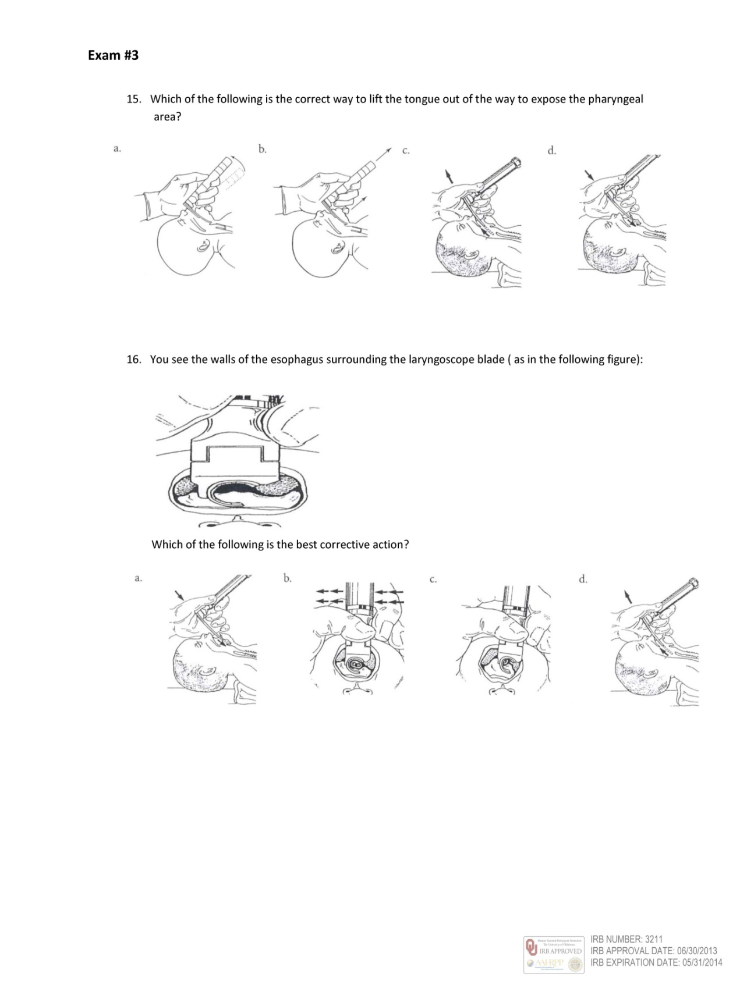 Exam #3
15. Which of the following is the correct way to lift the tongue out of the way to expose the pharyngeal
area?
a.
b.
c.
d.
16. You see the walls of the esophagus surrounding the laryngoscope blade ( as in the following figure):
Which of the following is the best corrective action?
a.
b.
c.
d.
IRB APPROVED
AAHRPP
IRB NUMBER: 3211
IRB APPROVAL DATE: 06/30/2013
IRB EXPIRATION DATE: 05/31/2014